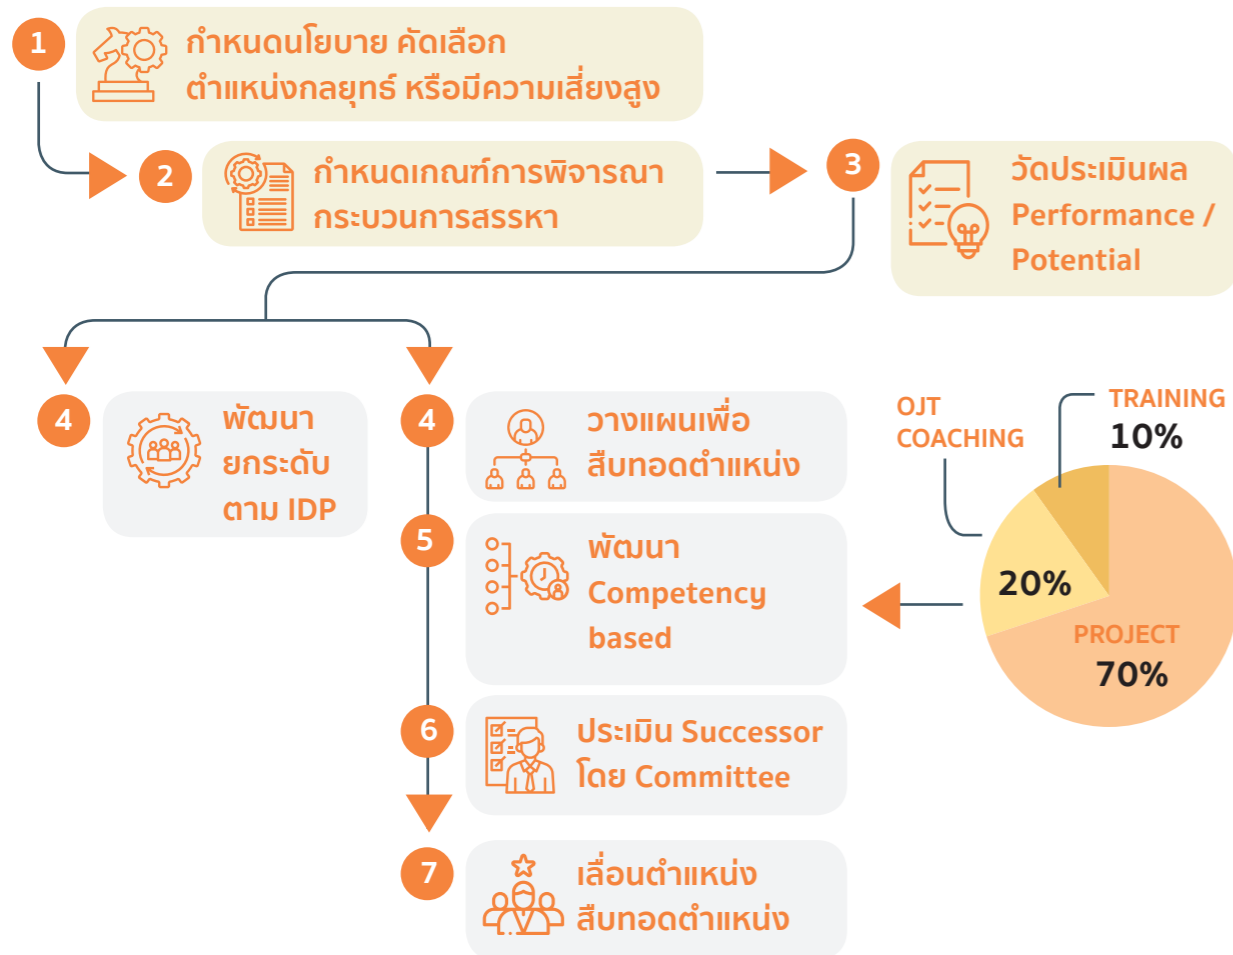 1
กำหนดนโยบาย คัดเลือก
ตำแหน่งกลยุทธ์ หรือมีความเสี่ยงสูง
2
กำหนดเกณฑ์การพิจารณา
กระบวนการสรรหา
3
วัดประเมินผล
Performance /
Potential
4
พัฒนา
ยกระดับ
ตาม IDP
4
วางแผนเพื่อ
สืบทอดตำแหน่ง
5
พัฒนา
Competency
based
6
ประเมิน Successor
โดย Committee
7
เลื่อนตำแหน่ง
สืบทอดตำแหน่ง
OJT
COACHING
20%
TRAINING
10%
PROJECT
70%